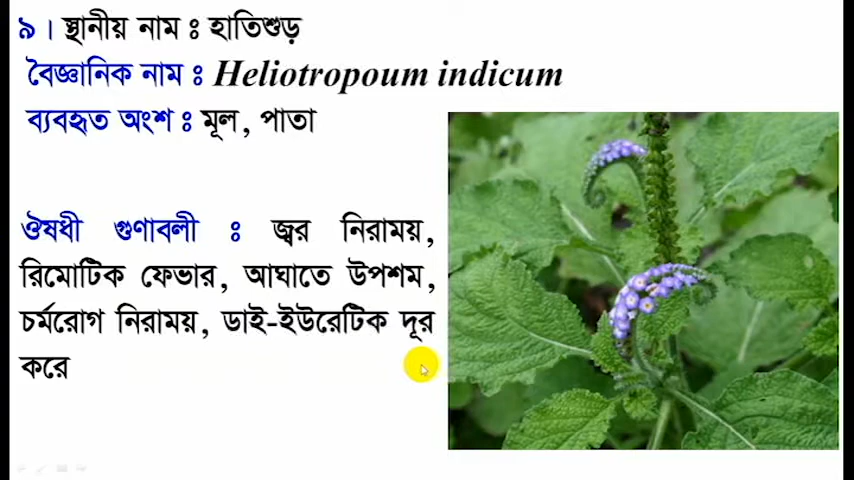 ৯। স্থানীয় নাম ঃ হাতিশুড়
বৈজ্ঞানিক নাম ঃ Heliotropoum indicum
ব্যবহৃত অংশ ঃ মূল, পাতা
ঔষধী গুণাবলী ঃ জ্বর নিরাময়,
রিমোটিক ফেভার, আঘাতে উপশম,
চর্মরোগ নিরাময়, ডাই-ইউরেটিক দূর
করে